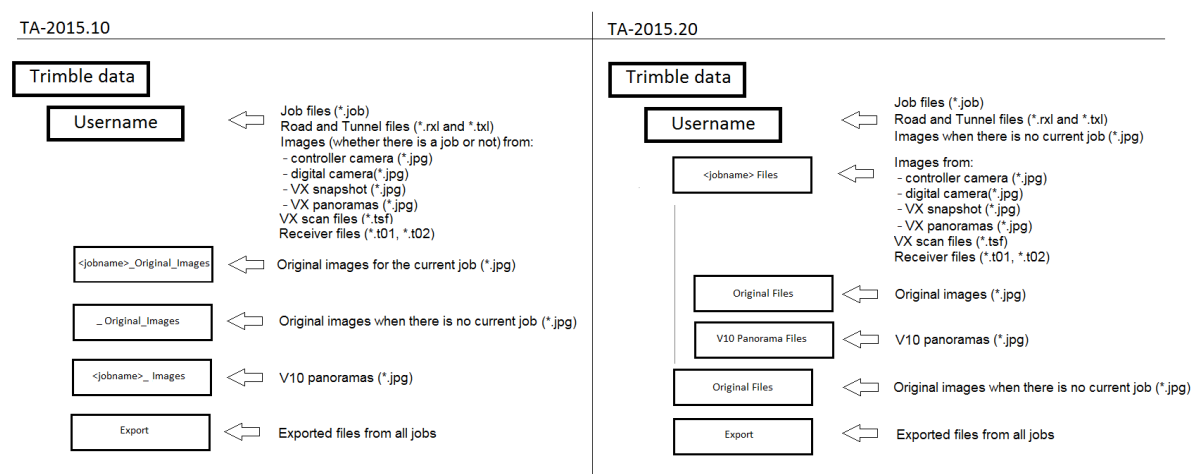 TA-2015.10
Trimble data
Username
Job files (*.job)
Road and Tunnel files (*.rxl and *.txl)
Images (whether there is a job or not) from:
- controller camera (*.jpg)
- digital camera(*.jpg)
- VX snapshot (*.jpg)
- VX panoramas (*.jpg)
VX scan files (*.tsf)
Receiver files (*.t01, *.t02)
<jobname>_Original_Images
Original images for the current job (*.jpg)
_ Original_Images
Original images when there is no current job (*.jpg)
<jobname>_ Images
V10 panoramas (*.jpg)
Export
Exported files from all jobs
TA-2015.20
Trimble data
Username
Job files (*.job)
Road and Tunnel files (*.rxl and *.txl)
Images when there is no current job (*.jpg)
<jobname> Files
Images from:
- controller camera (*.jpg)
- digital camera(*.jpg)
- VX snapshot (*.jpg)
- VX panoramas (*.jpg)
VX scan files (*.tsf)
Receiver files (*.t01, *.t02)
Original Files
Original images (*.jpg)
V10 Panorama Files
V10 panoramas (*.jpg)
Original Files
Original images when there is no current job (*.jpg)
Export
Exported files from all jobs